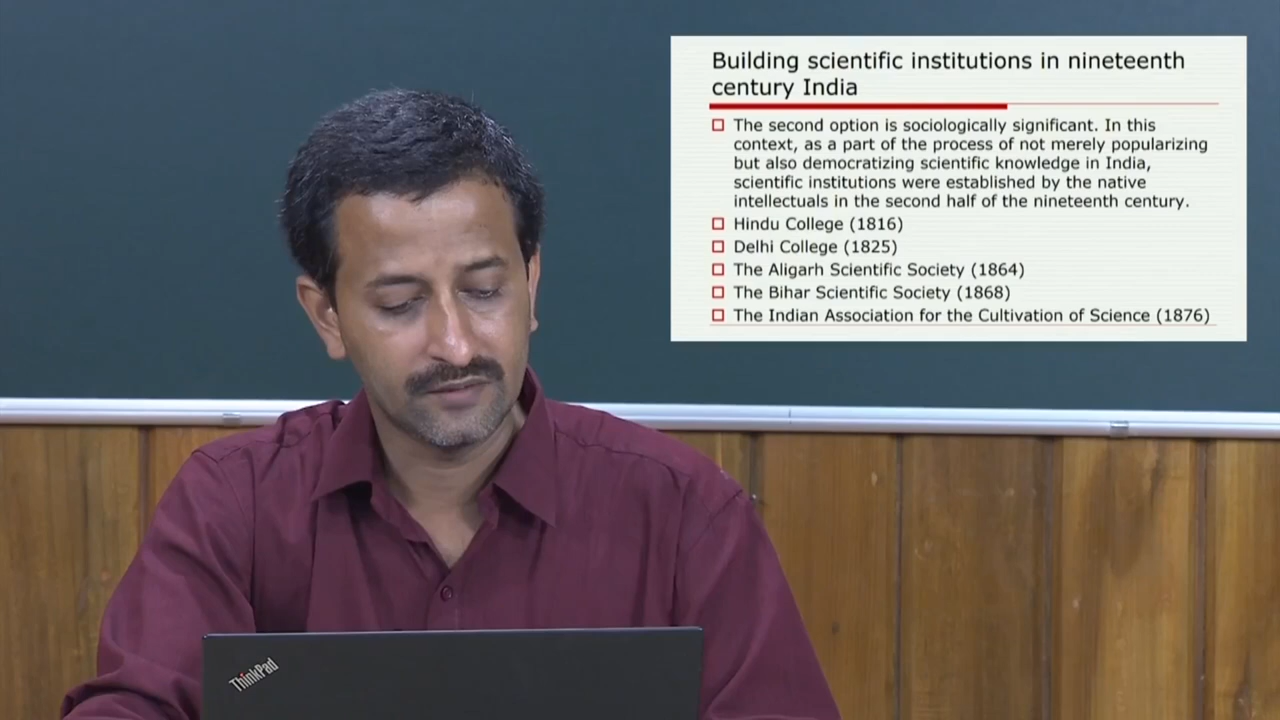 Building scientific institutions in nineteenth
century India
The second option is sociologically significant. In this
context, as a part of the process of not merely popularizing
but also democratizing scientific knowledge in India,
scientific institutions were established by the native
intellectuals in the second half of the nineteenth century.
Hindu College (1816)
Delhi College (1825)
The Aligarh Scientific Society (1864)
The Bihar Scientific Society (1868)
The Indian Association for the Cultivation of Science (1876)
ThinkPad